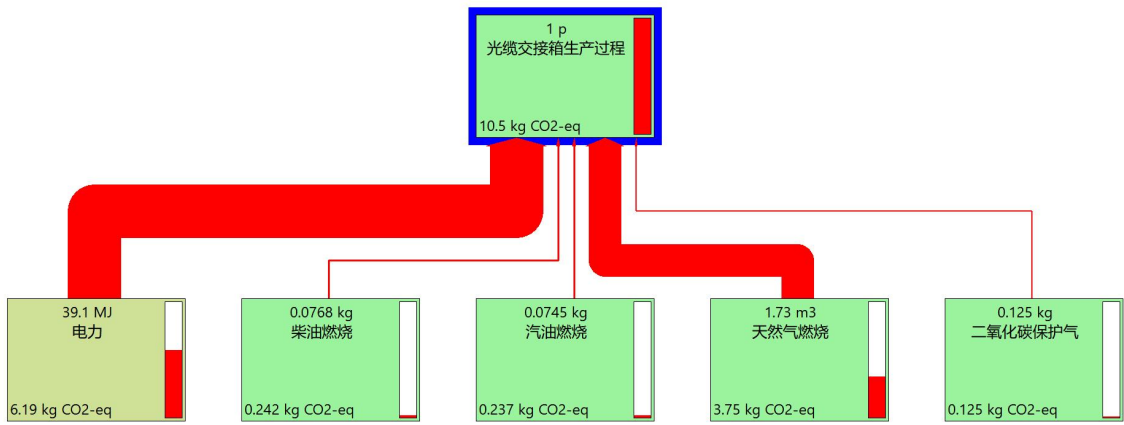 1 p
光缆交接箱生产过程
10.5 kg CO2-eq
39.1 MJ
电力
6.19 kg CO2-eq
0.0768 kg
柴油燃烧
0.242 kg CO2-eq
0.0745 kg
汽油燃烧
0.237 kg CO2-eq
1.73 m3
天然气燃烧
3.75 kg CO2-eq
0.125 kg
二氧化碳保护气
0.125 kg CO2-eq